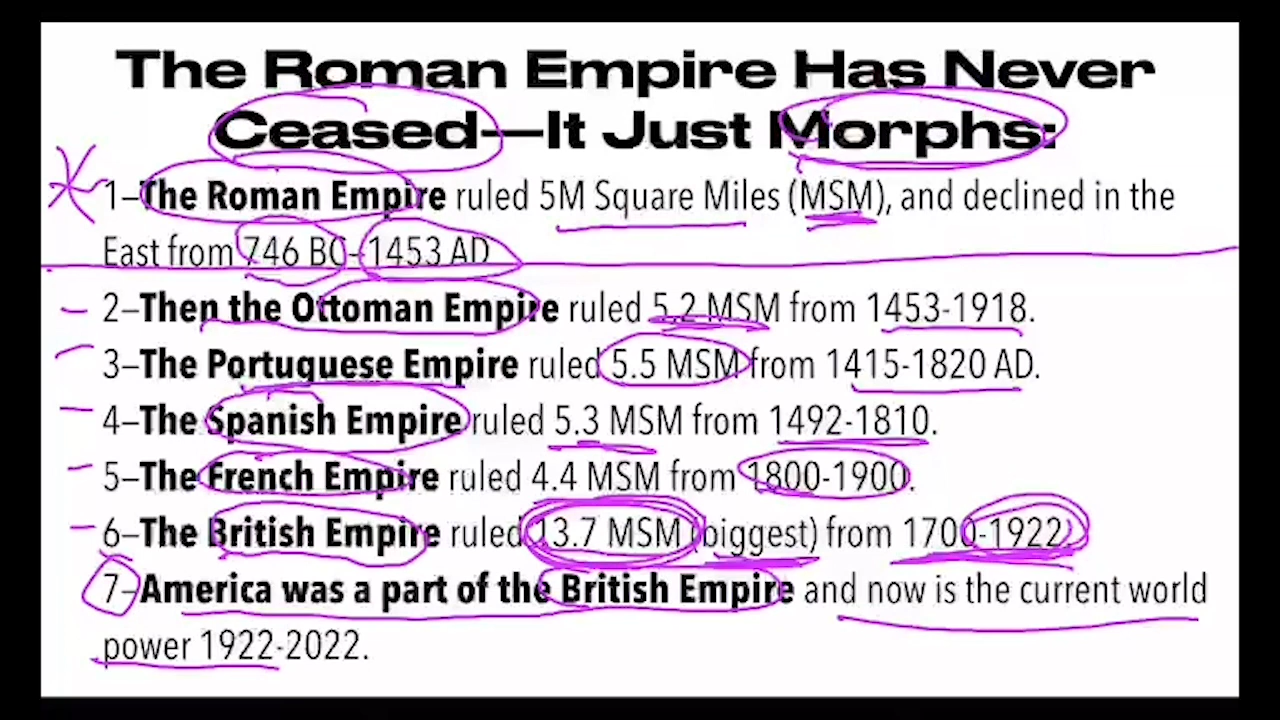 The Roman Empire Has Never
Ceased—It Just Morphs:
1–The Roman Empire ruled 5M Square Miles (MSM), and declined in the
East from 746 BC–1453 AD
2–Then the Ottoman Empire ruled 5.2 MSM from 1453-1918.
3–The Portuguese Empire ruled 5.5 MSM from 1415-1820 AD.
4–The Spanish Empire ruled 5.3 MSM from 1492-1810.
5–The French Empire ruled 4.4 MSM from 1800-1900.
6–The British Empire ruled 13.7 MSM (biggest) from 1700-1922.
7–America was a part of the British Empire and now is the current world
power 1922-2022.